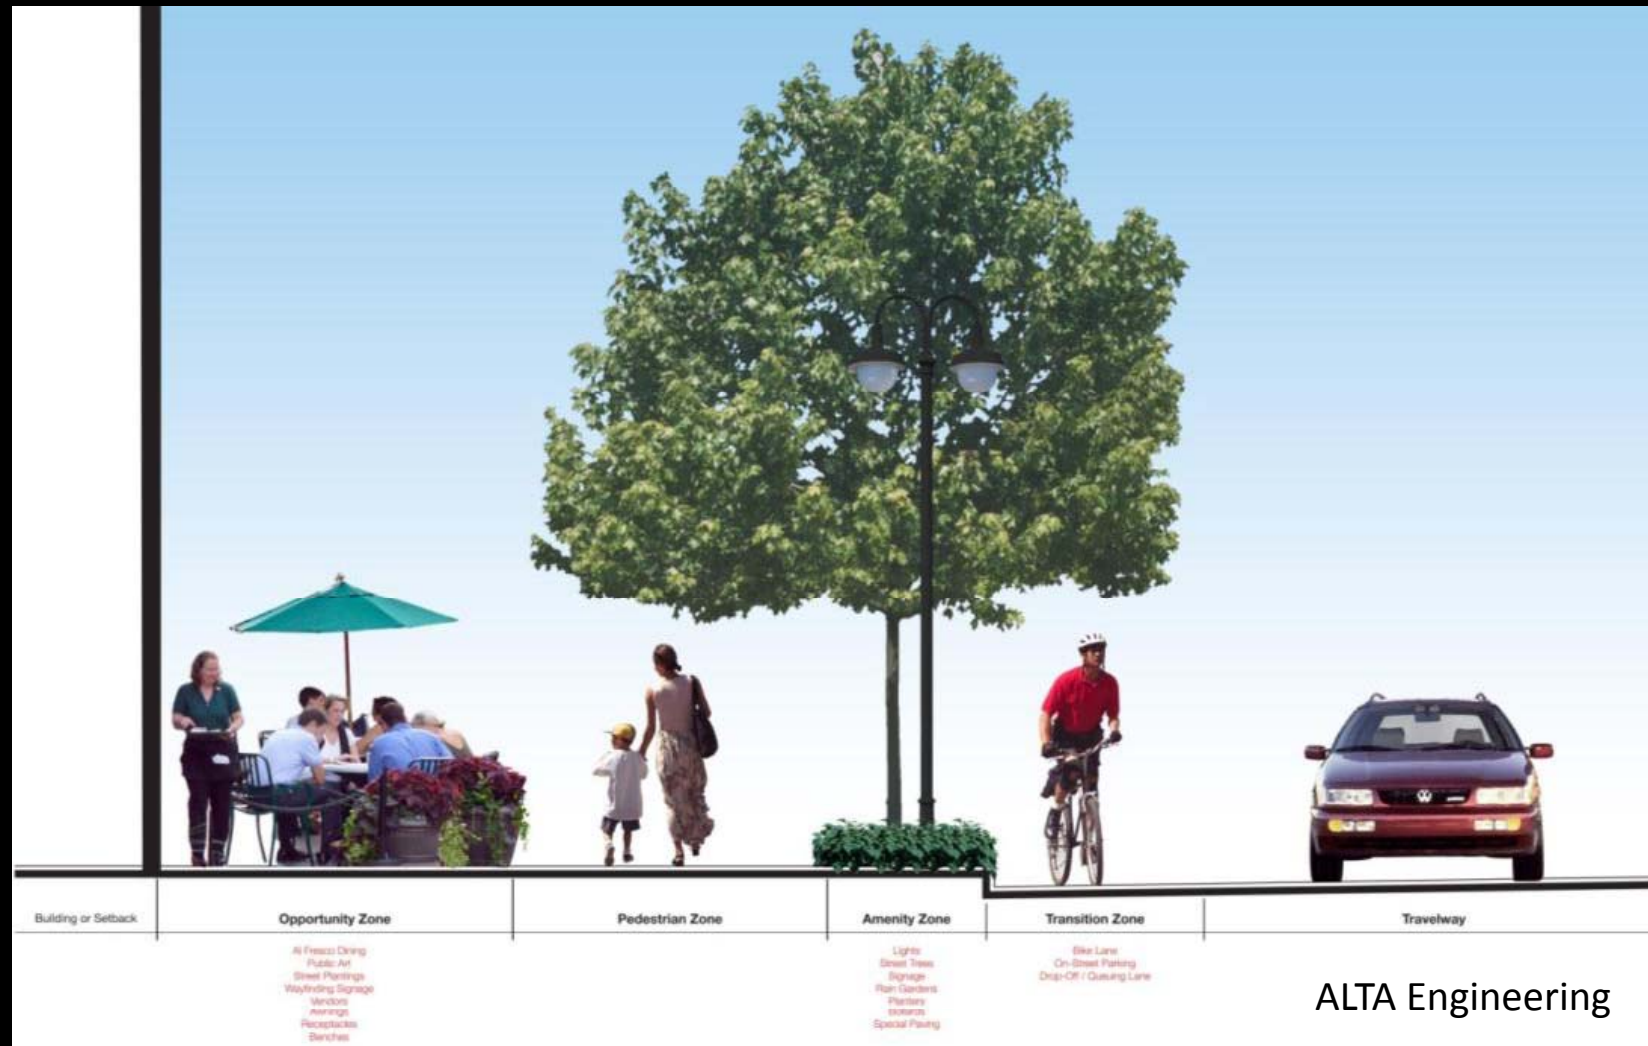 Building or Setback
Opportunity Zone
Pedestrian Zone
Amenity Zone
Transition Zone
Travelway
Al Fresco Dining
Public Art
Street Plantings
Wayfinding Signage
Vendors
Awnings
Receptacles
Benches
Lights
Street Trees
Signage
Rain Gardens
Planters
Bollards
Special Paving
Bike Lane
On-Street Parking
Drop-Off / Queuing Lane
ALTA Engineering